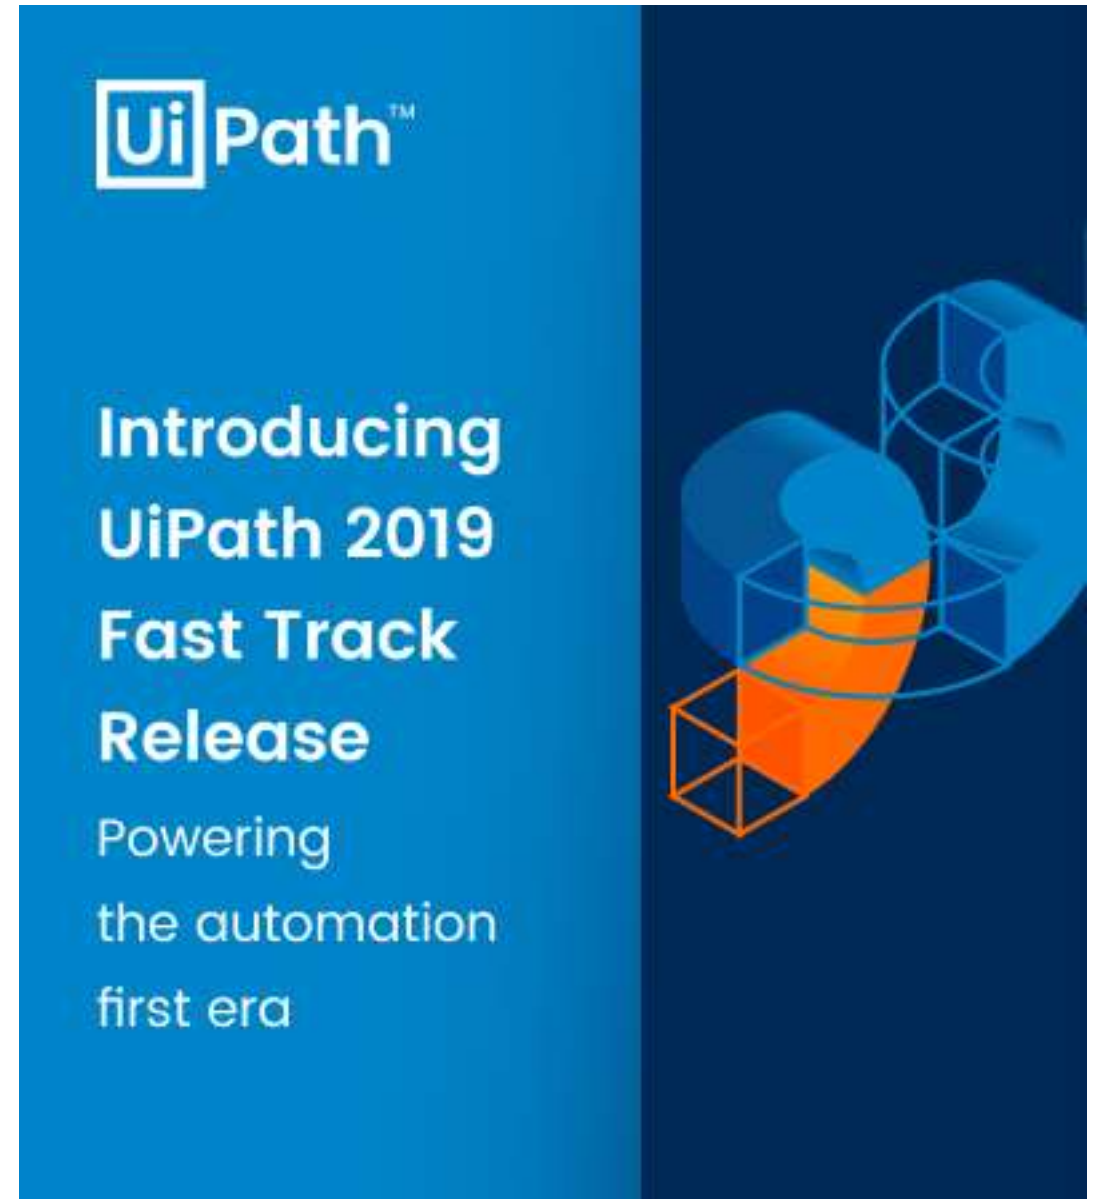 UiPath™
Introducing
UiPath 2019
Fast Track
Release
Powering
the automation
first era